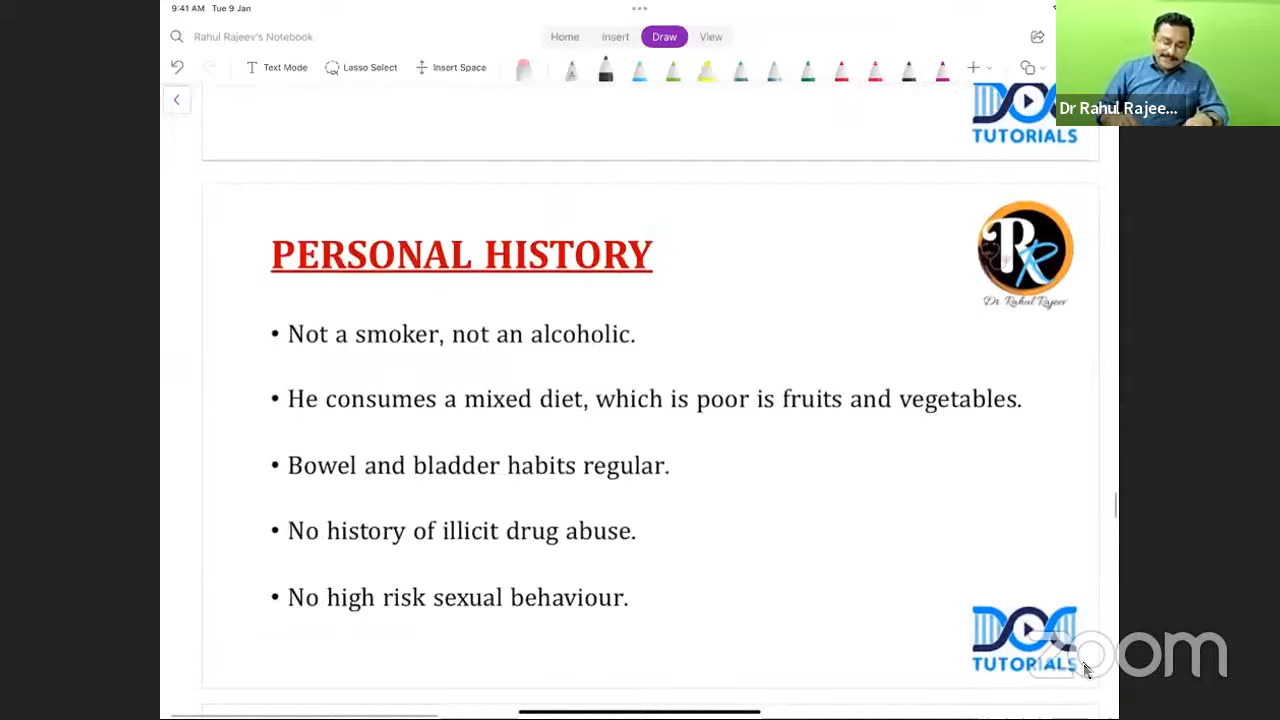 9:41 AM Tue 9 Jan
Rahul Rajeev's Notebook
Home Insert Draw View
Text Mode Lasso Select Insert Space
Dr Rahul Rajee...
TUTORIALS
PERSONAL HISTORY
RR
Dr Rahul Rajeev
• Not a smoker, not an alcoholic.
• He consumes a mixed diet, which is poor is fruits and vegetables.
• Bowel and bladder habits regular.
• No history of illicit drug abuse.
• No high risk sexual behaviour.
DOC
TUTORIALS
zoom